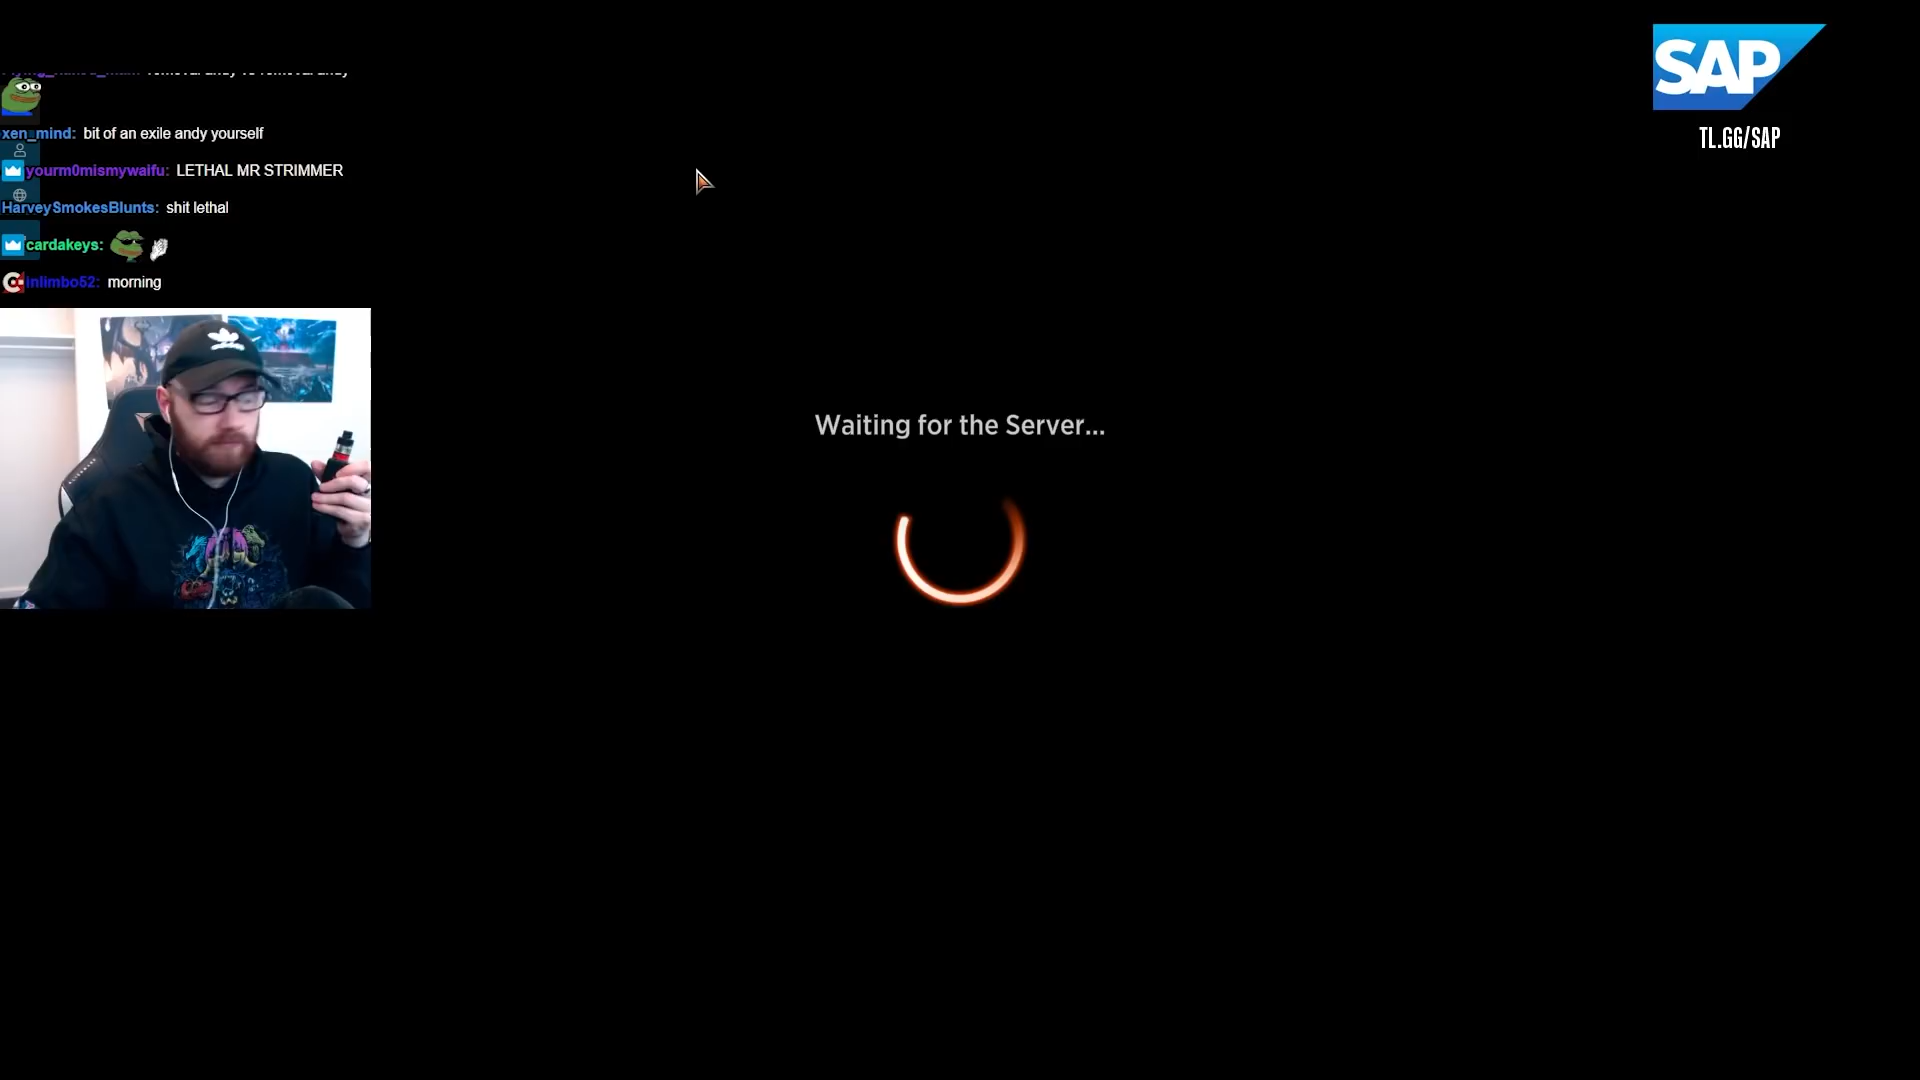 SAP
TL.GG/SAP
xen_mind: bit of an exile andy yourself
yourm0mismywaifu: LETHAL MR STRIMMER
HarveySmokesBlunts: shit lethal
cardakeys:
inlimbo52: morning
Waiting for the Server...